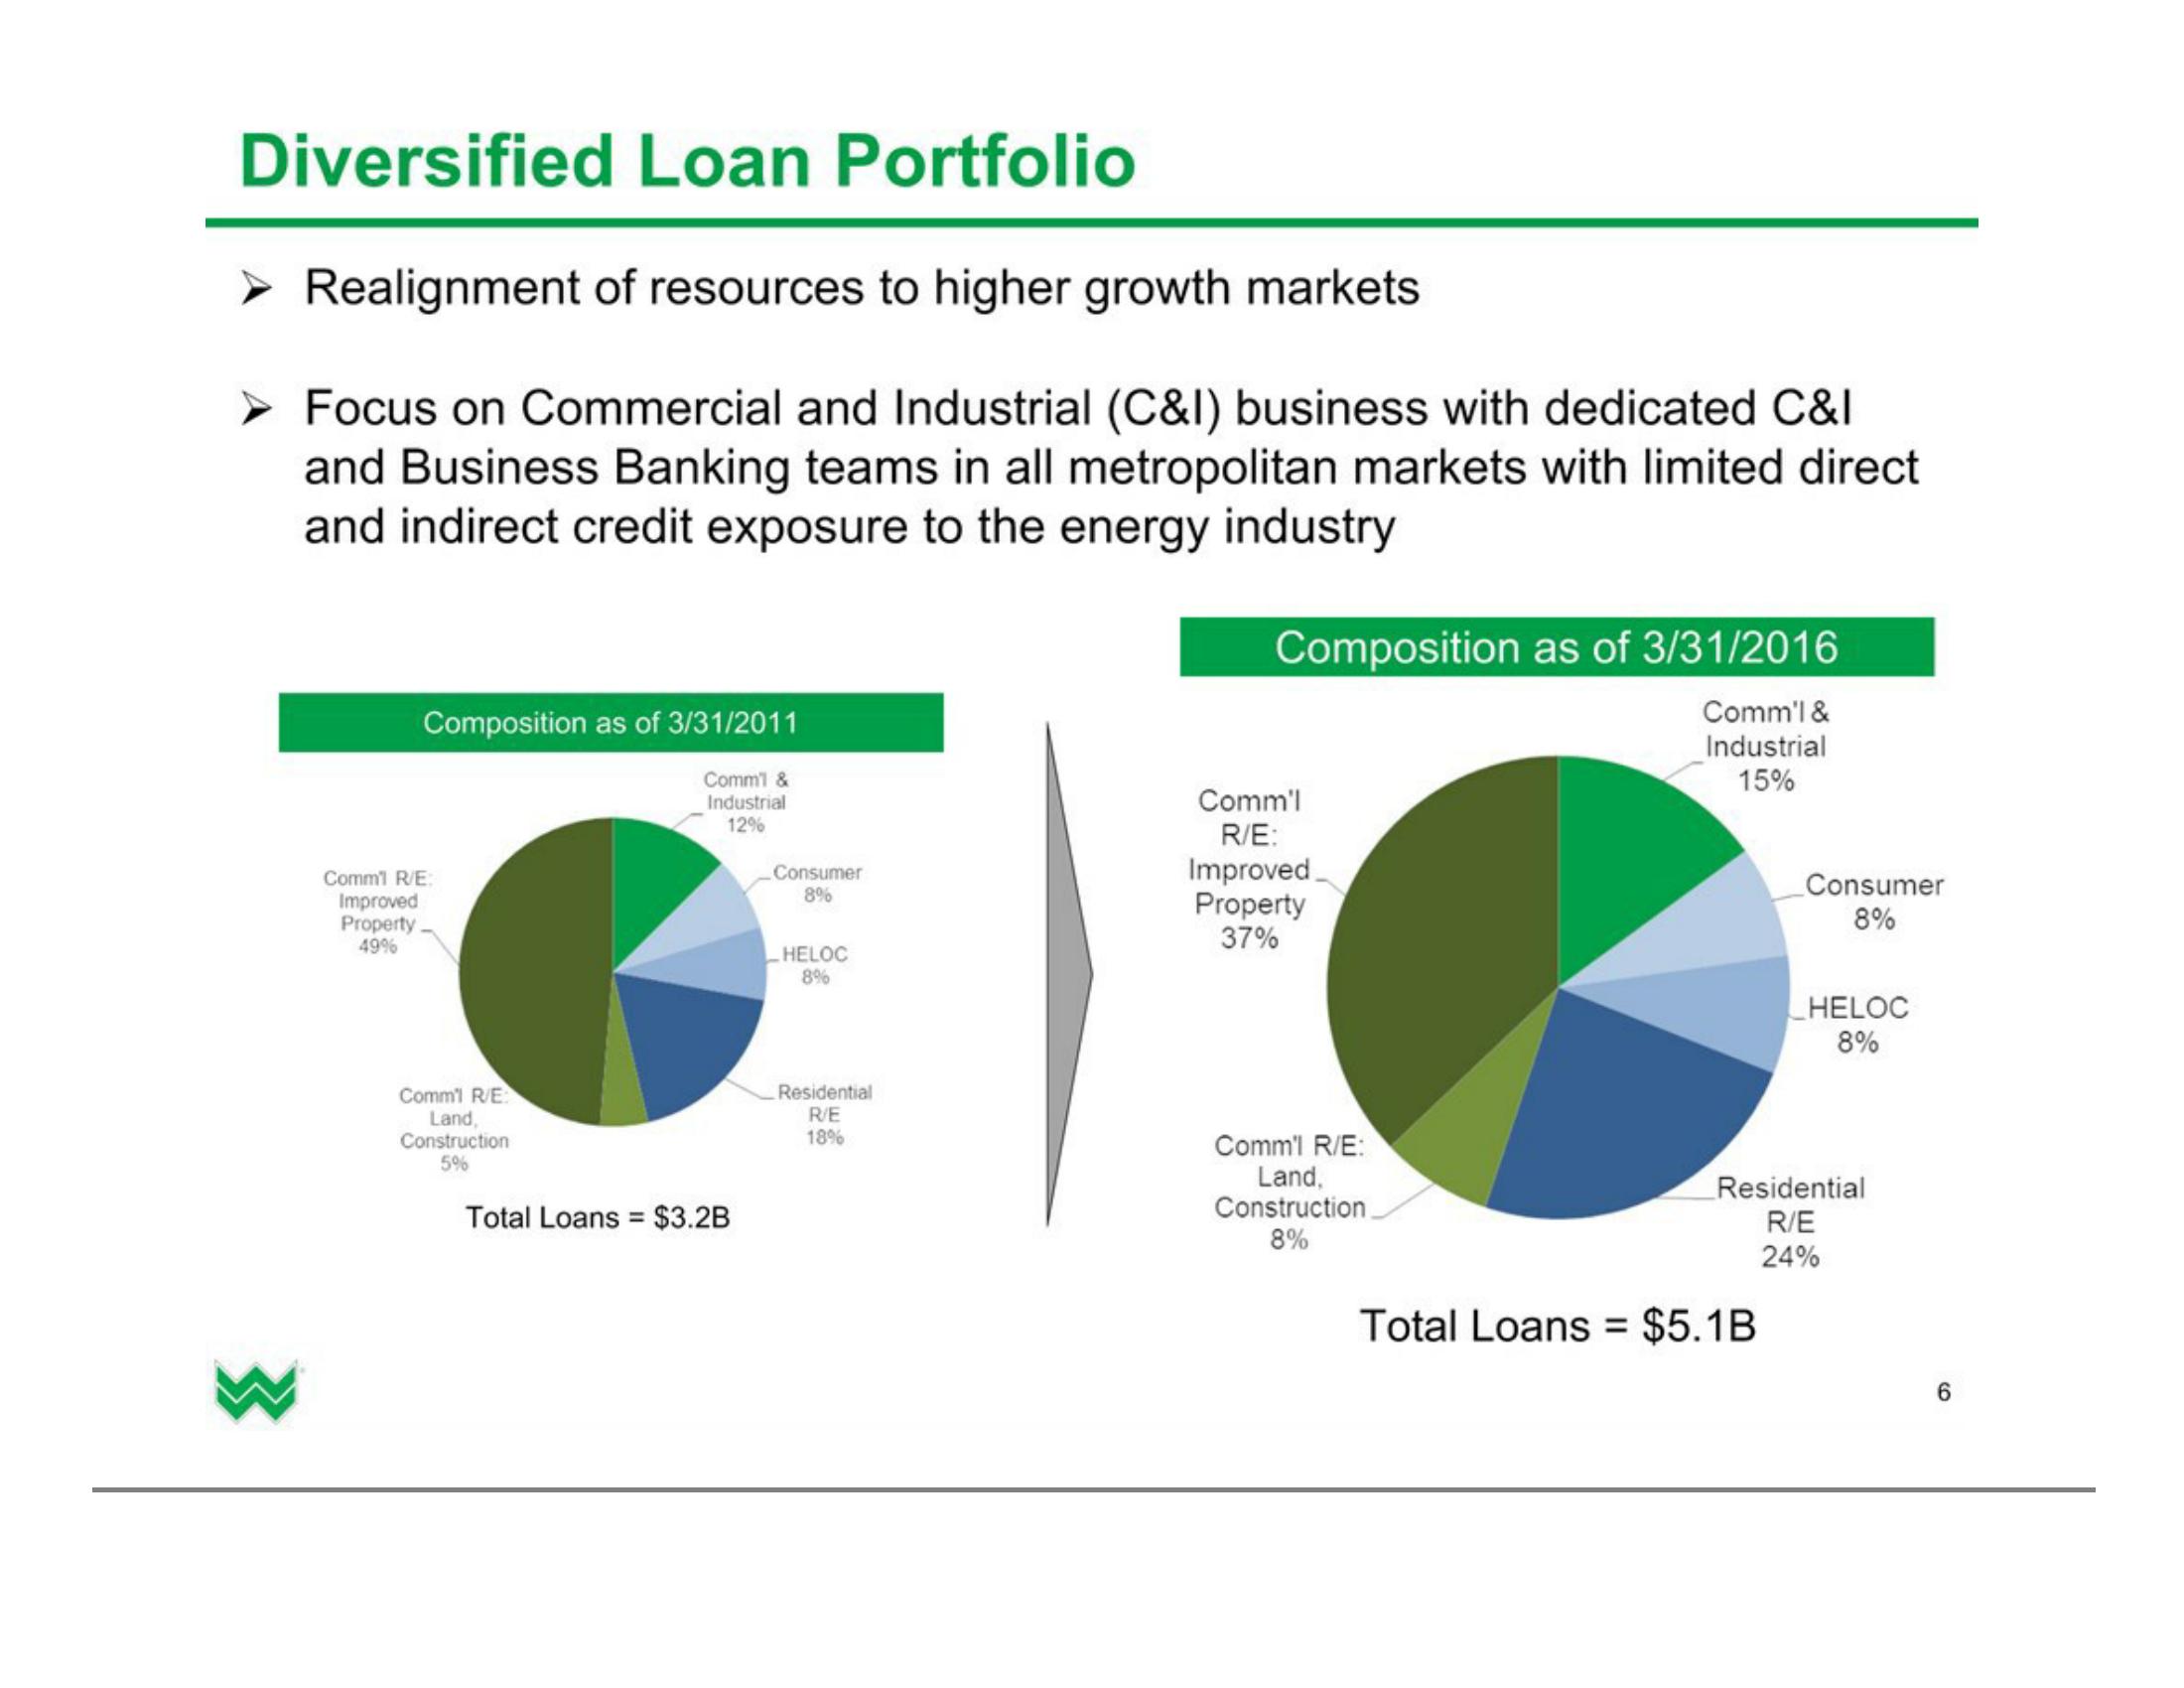 Diversified Loan Portfolio
➢ Realignment of resources to higher growth markets
➢ Focus on Commercial and Industrial (C&I) business with dedicated C&I
and Business Banking teams in all metropolitan markets with limited direct
and indirect credit exposure to the energy industry
Composition as of 3/31/2011
Comm'l &
Industrial
12%
Consumer
8%
HELOC
8%
Residential
R/E
18%
Comm'l R/E:
Land,
Construction
5%
Comm'l R/E:
Improved
Property
49%
Total Loans = $3.2B
Composition as of 3/31/2016
Comm'l &
Industrial
15%
Consumer
8%
HELOC
8%
Residential
R/E
24%
Comm'l R/E:
Land,
Construction
8%
Comm'l
R/E:
Improved
Property
37%
Total Loans = $5.1B
6